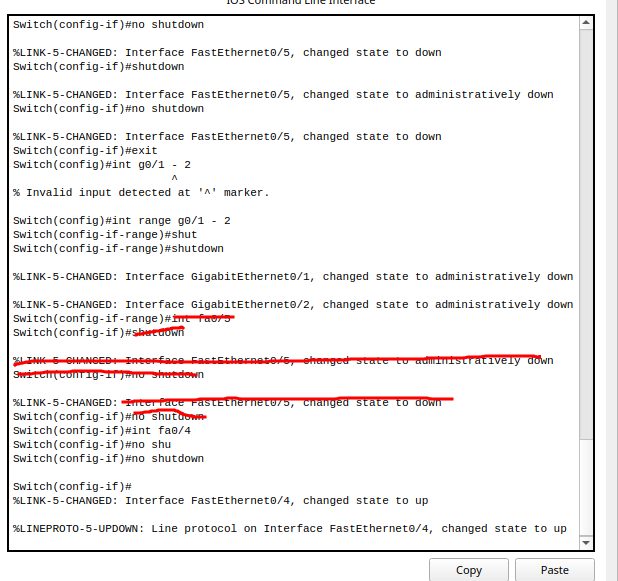 IOS Command Line Interface
Switch(config-if)#no shutdown
%LINK-5-CHANGED: Interface FastEthernet0/5, changed state to down
Switch(config-if)#shutdown
%LINK-5-CHANGED: Interface FastEthernet0/5, changed state to administratively down
Switch(config-if)#no shutdown
%LINK-5-CHANGED: Interface FastEthernet0/5, changed state to down
Switch(config-if)#exit
Switch(config)#int g0/1 - 2
^
% Invalid input detected at '^' marker.
Switch(config)#int range g0/1 - 2
Switch(config-if-range)#shut
Switch(config-if-range)#shutdown
%LINK-5-CHANGED: Interface GigabitEthernet0/1, changed state to administratively down
%LINK-5-CHANGED: Interface GigabitEthernet0/2, changed state to administratively down
Switch(config-if-range)#int fa0/5
Switch(config-if)#shutdown
%LINK-5-CHANGED: Interface FastEthernet0/5, changed state to administratively down
Switch(config-if)#no shutdown
%LINK-5-CHANGED: Interface FastEthernet0/5, changed state to down
Switch(config-if)#no shutdown
Switch(config-if)#int fa0/4
Switch(config-if)#no shu
Switch(config-if)#no shutdown
Switch(config-if)#
%LINK-5-CHANGED: Interface FastEthernet0/4, changed state to up
%LINEPROTO-5-UPDOWN: Line protocol on Interface FastEthernet0/4, changed state to up
Copy
Paste